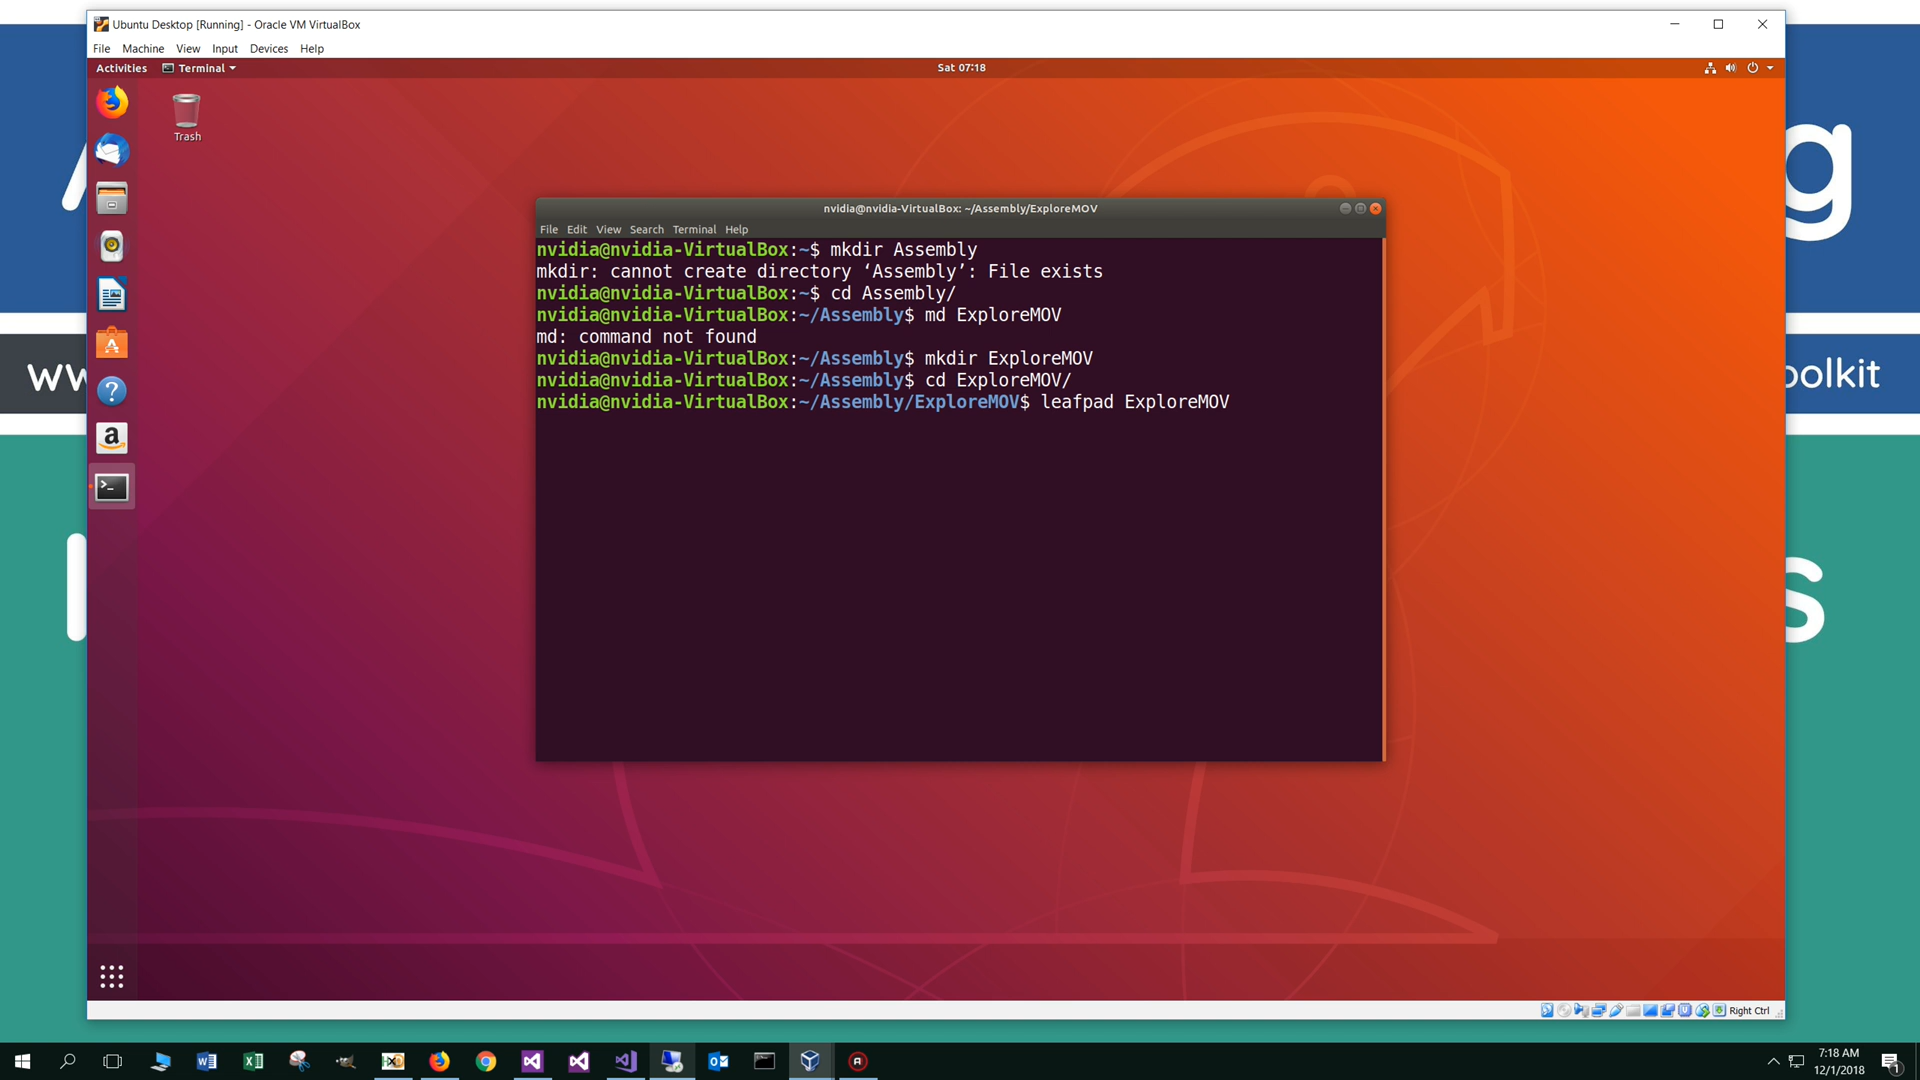 Ubuntu Desktop [Running] - Oracle VM VirtualBox
File Machine View Input Devices Help
Activities Terminal Sat 07:18
Trash
nvidia@nvidia-VirtualBox: ~/Assembly/ExploreMOV
File Edit View Search Terminal Help
nvidia@nvidia-VirtualBox:~$ mkdir Assembly
mkdir: cannot create directory ‘Assembly’: File exists
nvidia@nvidia-VirtualBox:~$ cd Assembly/
nvidia@nvidia-VirtualBox:~/Assembly$ md ExploreMOV
md: command not found
nvidia@nvidia-VirtualBox:~/Assembly$ mkdir ExploreMOV
nvidia@nvidia-VirtualBox:~/Assembly$ cd ExploreMOV/
nvidia@nvidia-VirtualBox:~/Assembly/ExploreMOV$ leafpad ExploreMOV
g
oolkit
s
Right Ctrl
7:18 AM
12/1/2018